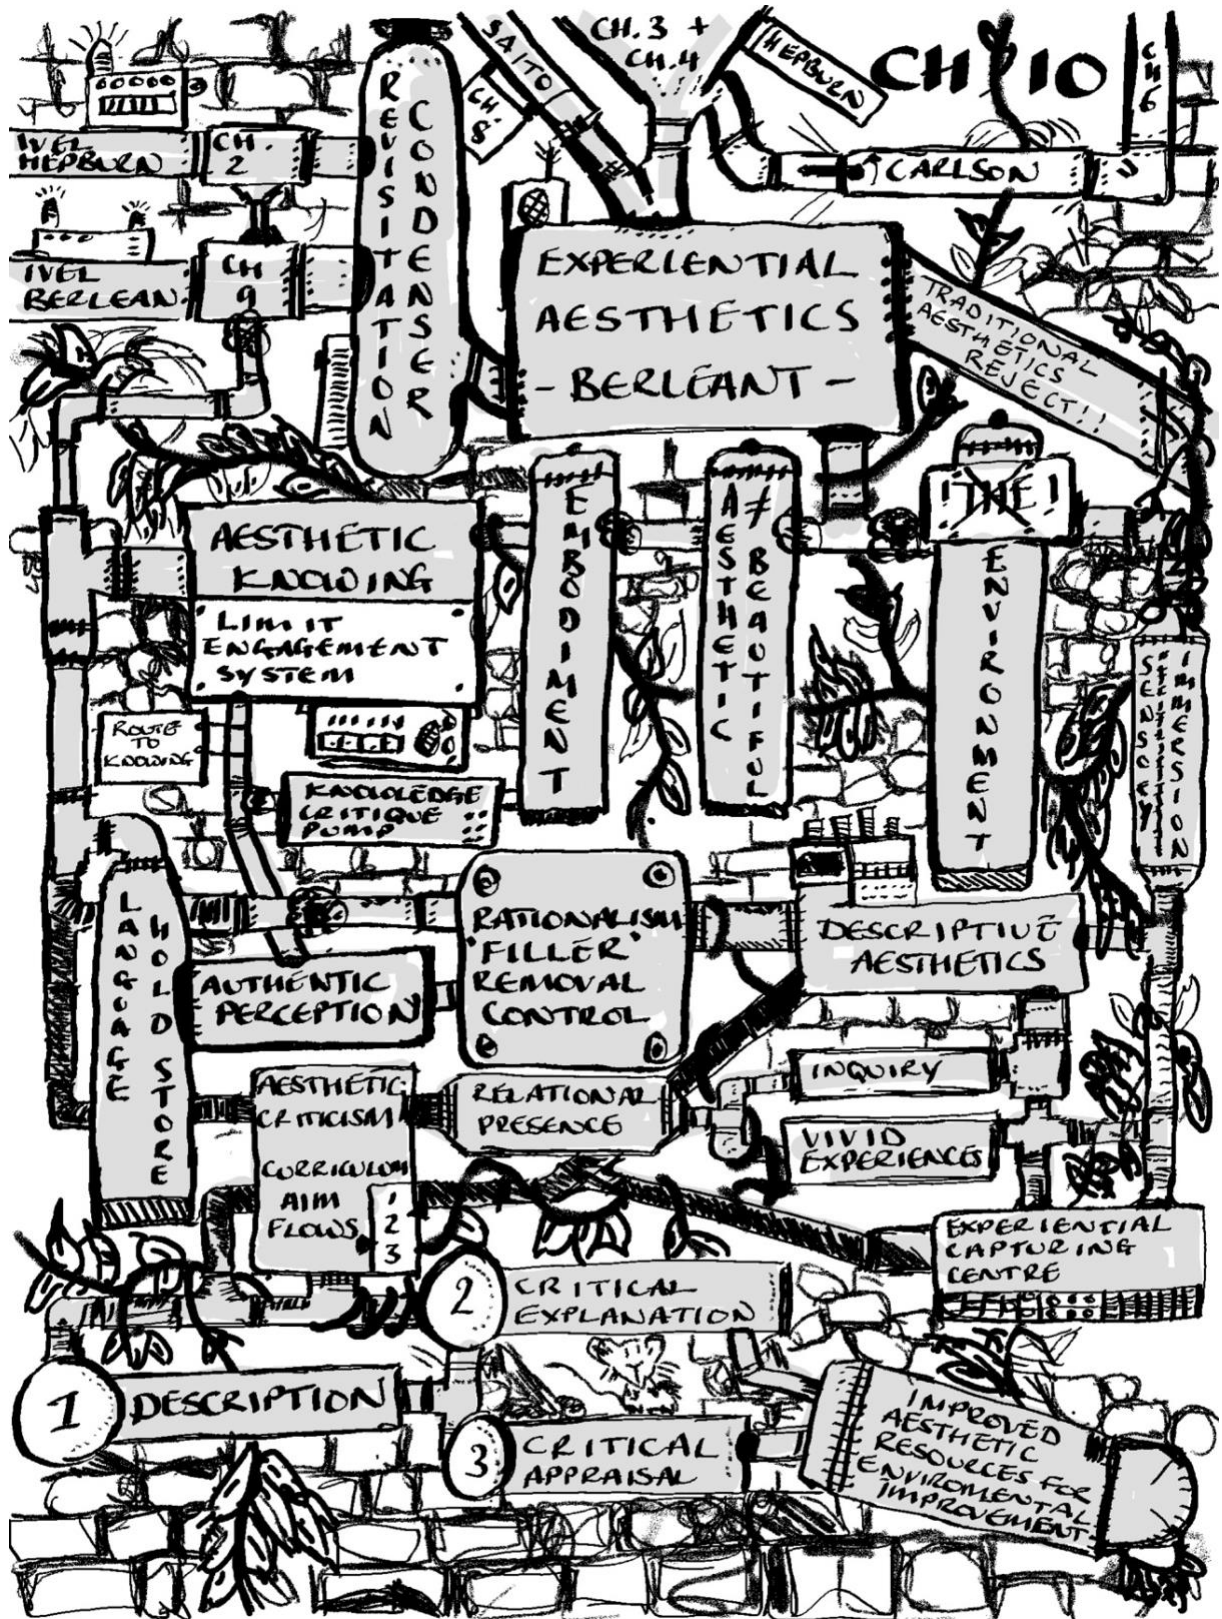 SAITO
CH. 8
CH. 3 +
CH. 4
HEPBURN
CH 10
CH 6
CARLSON
IVEL
HEPBURN
CH.
2
IVEL
BERLEAN
CH
9
REVISITATION
CONDENSER
EXPERIENTIAL
AESTHETICS
- BERLEANT -
TRADITIONAL
AESTHETICS
REJECT!!
AESTHETIC
KNOWING
LIMIT
ENGAGEMENT
SYSTEM
EMBODIMENT
AESTHETIC
≠ BEAUTIFUL
! THE !
ENVIRONMENT
SENSORY
IMMERSION
ROUTE
TO
KNOWING
KNOWLEDGE
CRITIQUE
PUMP
LANGUAGE
HOLD STORE
AUTHENTIC
PERCEPTION
RATIONALISM
'FILLER'
REMOVAL
CONTROL
DESCRIPTIVE
AESTHETICS
AESTHETIC
CRITICISM
CURRICULUM
AIM
FLOWS
1
2
3
RELATIONAL
PRESENCE
INQUIRY
VIVID
EXPERIENCES
EXPERIENTIAL
CAPTURING
CENTRE
2
CRITICAL
EXPLANATION
1
DESCRIPTION
3
CRITICAL
APPRAISAL
IMPROVED
AESTHETIC
RESOURCES FOR
ENVIROMENTAL
IMPROVEMENT